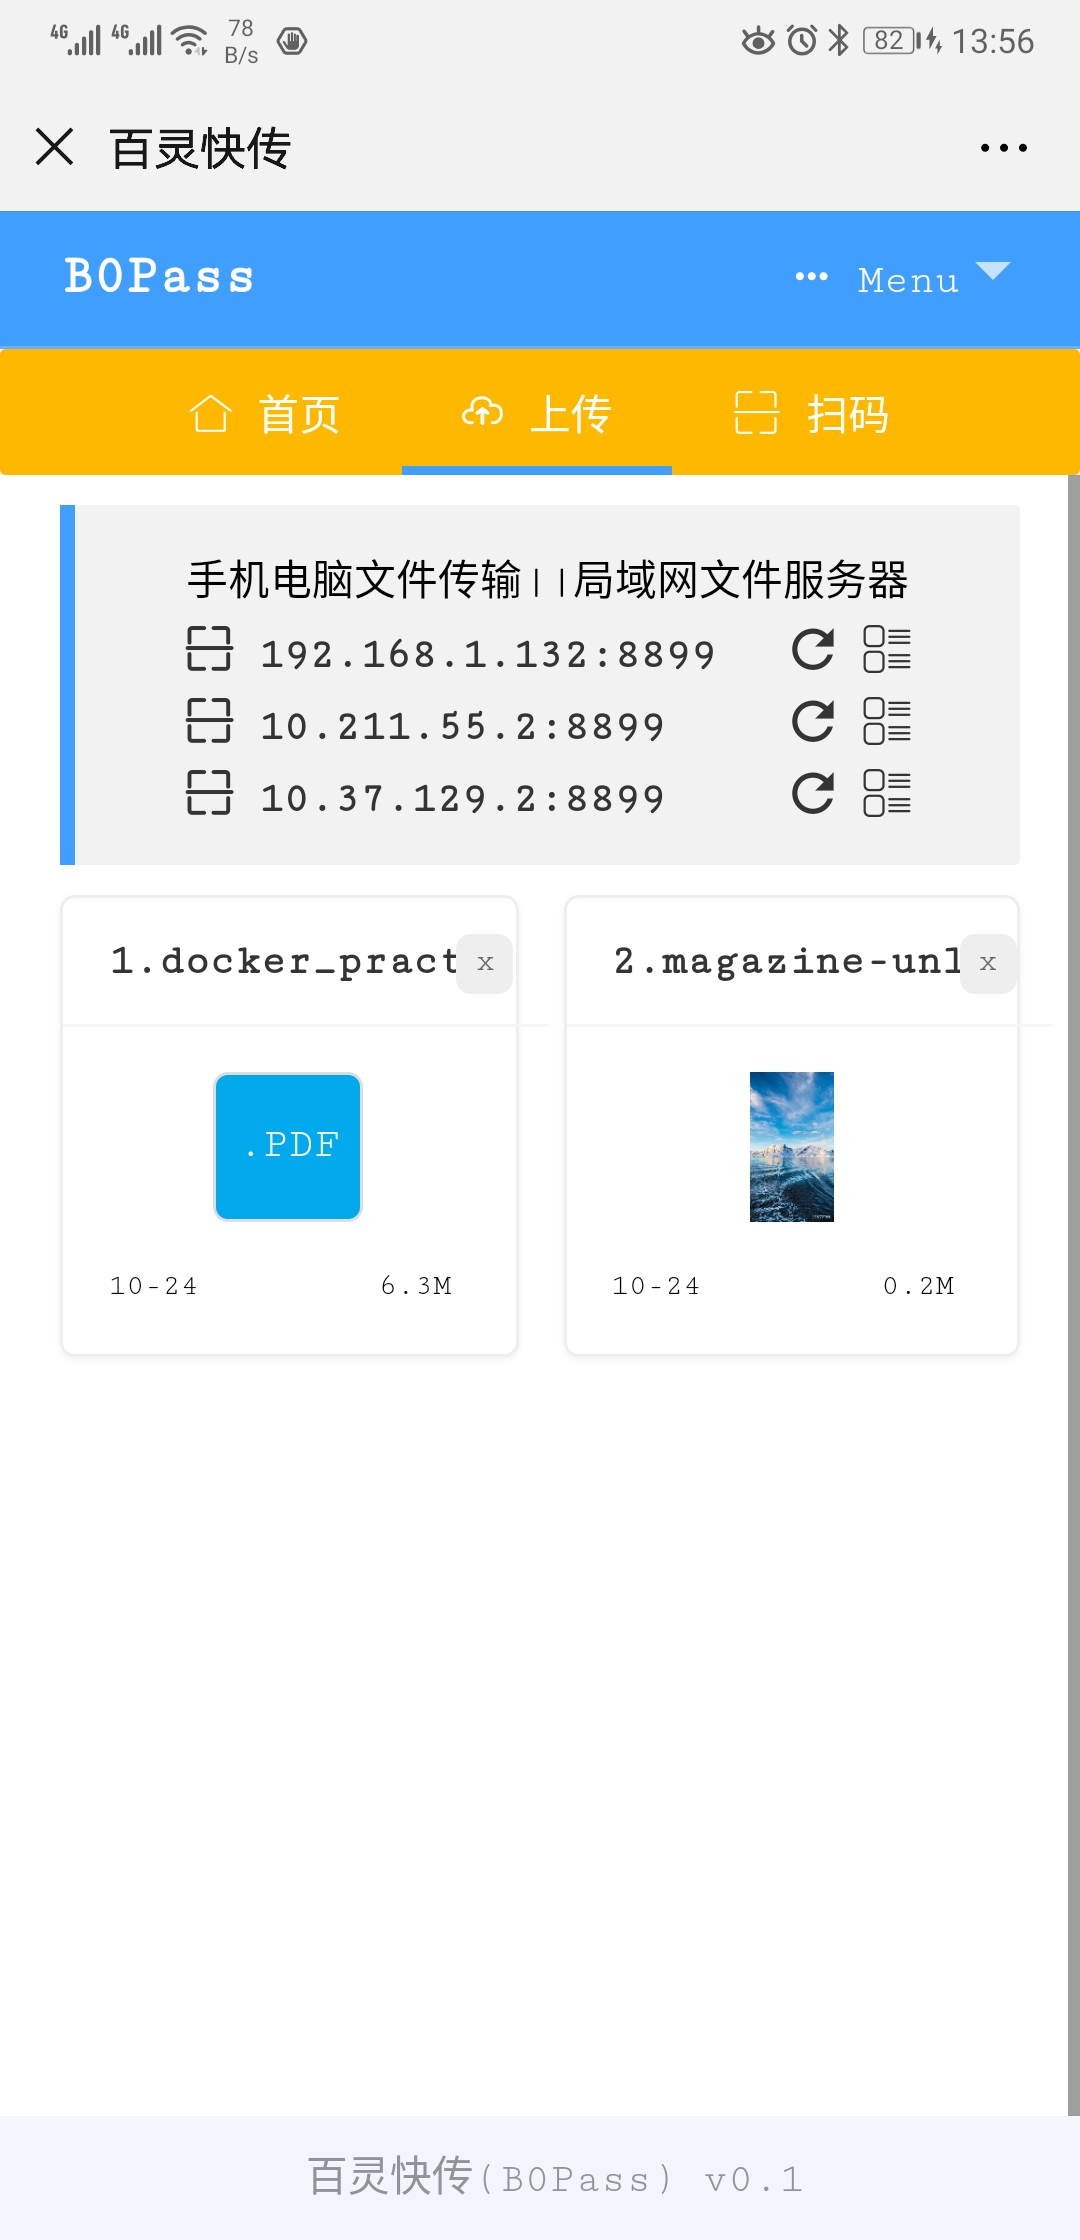 4G 4G 78 B/s 82 13:56
百灵快传
B0Pass Menu
首页 上传 扫码
手机电脑文件传输||局域网文件服务器
192.168.1.132:8899
10.211.55.2:8899
10.37.129.2:8899
1.docker_pract x 2.magazine-unl x
.PDF
10-24 6.3M 10-24 0.2M
百灵快传(B0Pass) v0.1